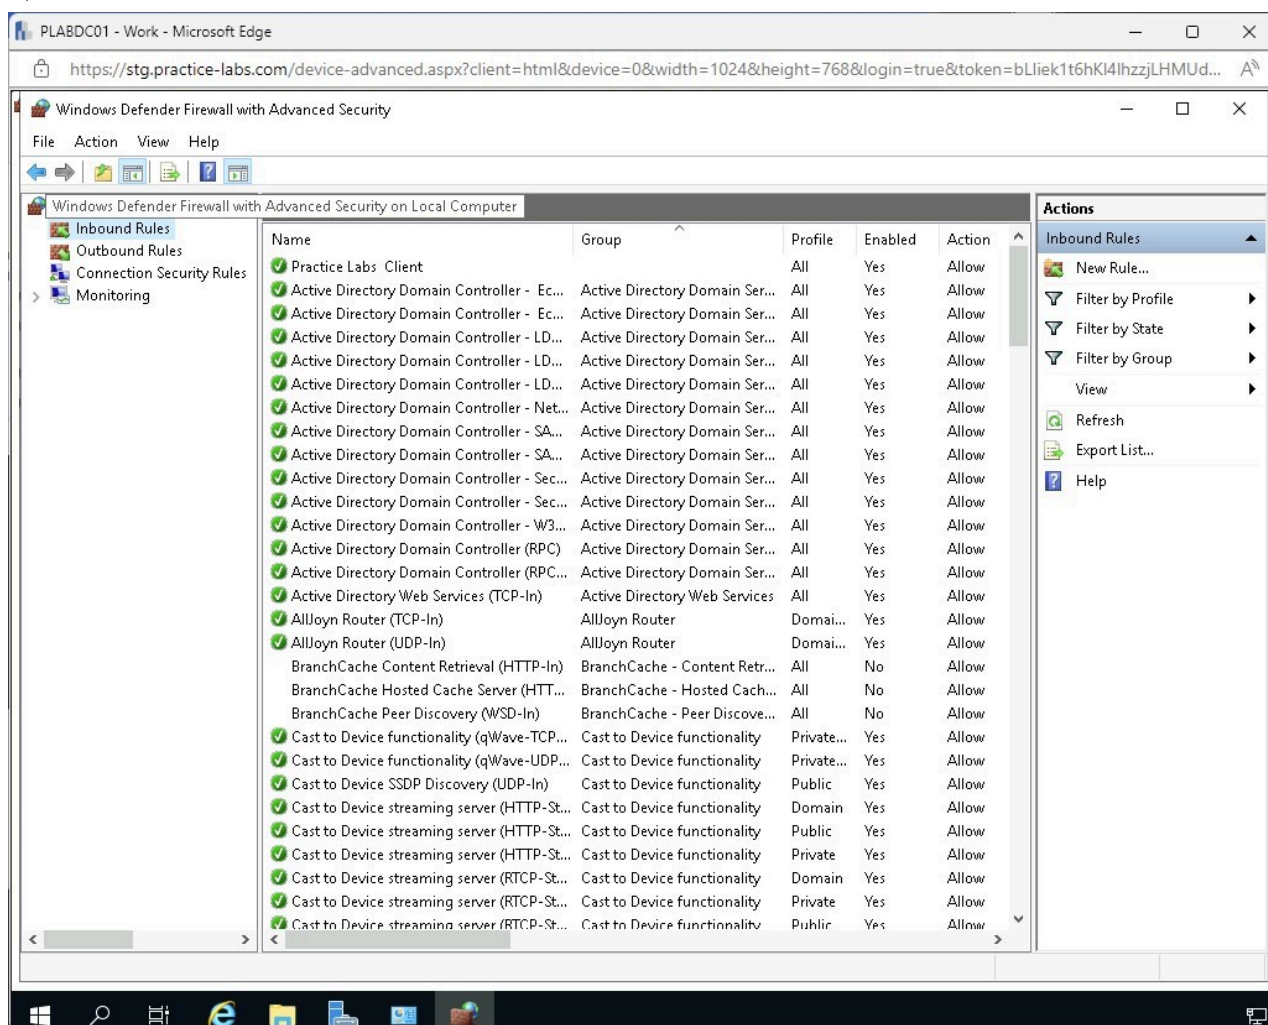 PLABDC01 - Work - Microsoft Edge
https://stg.practice-labs.com/device-advanced.aspx?client=html&device=0&width=1024&height=768&login=true&token=bLliek1t6hKl4lhzzjLHMUd...
Windows Defender Firewall with Advanced Security
File Action View Help
Windows Defender Firewall with Advanced Security on Local Computer
Inbound Rules
Outbound Rules
Connection Security Rules
Monitoring
Name Group Profile Enabled Action
Practice Labs Client All Yes Allow
Active Directory Domain Controller - Ec... Active Directory Domain Ser... All Yes Allow
Active Directory Domain Controller - Ec... Active Directory Domain Ser... All Yes Allow
Active Directory Domain Controller - LD... Active Directory Domain Ser... All Yes Allow
Active Directory Domain Controller - LD... Active Directory Domain Ser... All Yes Allow
Active Directory Domain Controller - LD... Active Directory Domain Ser... All Yes Allow
Active Directory Domain Controller - Net... Active Directory Domain Ser... All Yes Allow
Active Directory Domain Controller - SA... Active Directory Domain Ser... All Yes Allow
Active Directory Domain Controller - SA... Active Directory Domain Ser... All Yes Allow
Active Directory Domain Controller - Sec... Active Directory Domain Ser... All Yes Allow
Active Directory Domain Controller - Sec... Active Directory Domain Ser... All Yes Allow
Active Directory Domain Controller - W3... Active Directory Domain Ser... All Yes Allow
Active Directory Domain Controller (RPC) Active Directory Domain Ser... All Yes Allow
Active Directory Domain Controller (RPC... Active Directory Domain Ser... All Yes Allow
Active Directory Web Services (TCP-In) Active Directory Web Services All Yes Allow
AllJoyn Router (TCP-In) AllJoyn Router Domai... Yes Allow
AllJoyn Router (UDP-In) AllJoyn Router Domai... Yes Allow
BranchCache Content Retrieval (HTTP-In) BranchCache - Content Retr... All No Allow
BranchCache Hosted Cache Server (HTT... BranchCache - Hosted Cach... All No Allow
BranchCache Peer Discovery (WSD-In) BranchCache - Peer Discove... All No Allow
Cast to Device functionality (qWave-TCP... Cast to Device functionality Private... Yes Allow
Cast to Device functionality (qWave-UDP... Cast to Device functionality Private... Yes Allow
Cast to Device SSDP Discovery (UDP-In) Cast to Device functionality Public Yes Allow
Cast to Device streaming server (HTTP-St... Cast to Device functionality Domain Yes Allow
Cast to Device streaming server (HTTP-St... Cast to Device functionality Public Yes Allow
Cast to Device streaming server (HTTP-St... Cast to Device functionality Private Yes Allow
Cast to Device streaming server (RTCP-St... Cast to Device functionality Domain Yes Allow
Cast to Device streaming server (RTCP-St... Cast to Device functionality Private Yes Allow
Cast to Device streaming server (RTCP-St... Cast to Device functionality Public Yes Allow
Actions
Inbound Rules
New Rule...
Filter by Profile
Filter by State
Filter by Group
View
Refresh
Export List...
Help